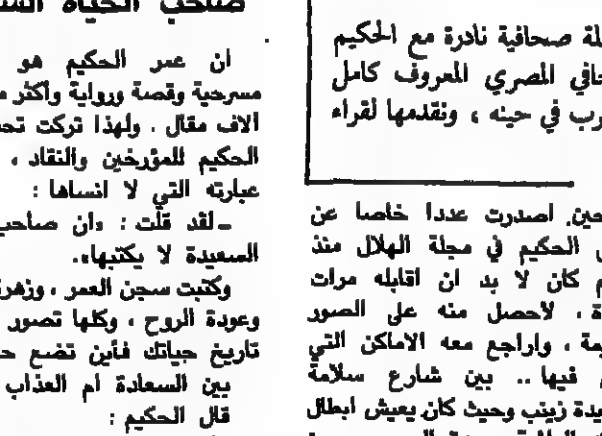 لة صحافية نادرة مع الحكيم
حافي المصري المعروف كامل
رب في حينه ، ونقدمها لقراء
حين. اصدرت عددا خاصا عن
الحكيم في مجلة الهلال منذ
م كان لا بد ان اقابله مرات
ة ، لاحصل منه على الصور
يمة ، واراجع معه الاماكن التي
فيها .. بين شارع سلامة
يدة زينب وحيث كان يعيش ابطال
صاحب الحياة الس
ان عمر الحكيم هو
مسرحية وقصة ورواية وأكثر م
آلاف مقال . ولهذا تركت تح
الحكيم للمؤرخين والنقاد ،
عبارته التي لا انساها :
ـ لقد قلت : «ان صاحب
السعيدة لا يكتبها».
وكتبت سجن العمر ، وزهرة
وعودة الروح ، وكلها تصور
تاريخ حياتك فأين تضع ح
بين السعادة ام العذاب
قال الحكيم :